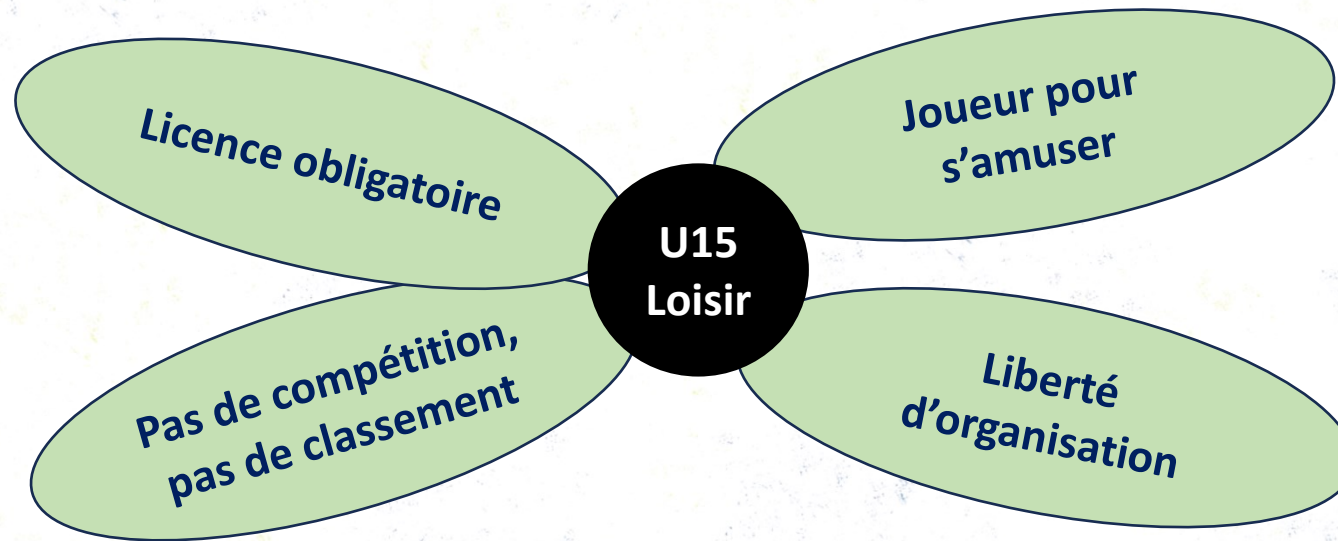 Licence obligatoire
Joueur pour
s’amuser
U15
Loisir
Pas de compétition,
pas de classement
Liberté
d’organisation